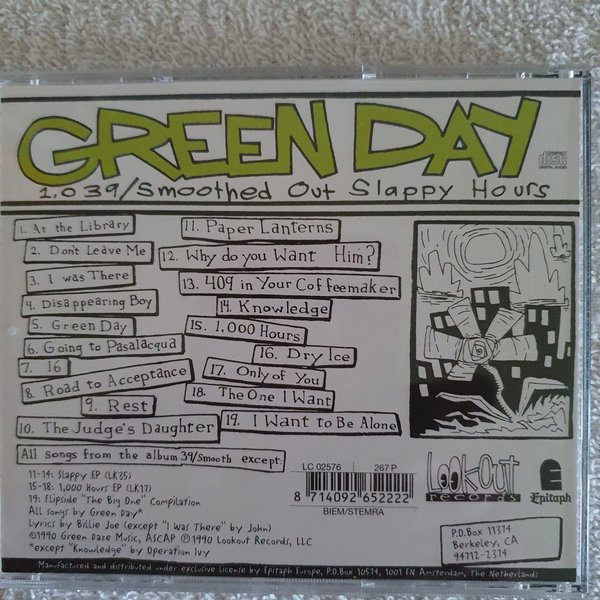 GREEN DAY
COMPACT
DISC
DIGITAL AUDIO
1,039/Smoothed Out Slappy Hours
1. At the Library
2. Don't Leave Me
3. I was There
4. Disappearing Boy
5. Green Day
6. Going to Pasalacqua
7. 16
8. Road to Acceptance
9. Rest
10. The Judge's Daughter
11. Paper Lanterns
12. Why do you Want Him?
13. 409 in Your Coffeemaker
14. Knowledge
15. 1,000 Hours
16. Dry Ice
17. Only of You
18. The One I Want
19. I Want to Be Alone
All songs from the album 39/Smooth except:
11-14: Slappy EP (LK35)
15-18: 1,000 Hours EP (LK17)
19: Flipside "The Big One" Compilation
All songs by Green Day*
Lyrics by Billie Joe (except "I Was There" by John)
©1990 Green Daze Music, ASCAP ℗1990 Lookout Records, LLC
*except "Knowledge" by Operation Ivy
LC 02576 267 P
8 714092 652222
BIEM/STEMRA
Lookout
records
Epitaph
P.O.Box 11374
Berkeley, CA
94712-2374
Manufactured and distributed under exclusive license by Epitaph Europe, P.O.Box 10574, 1001 EN Amsterdam, The Netherlands